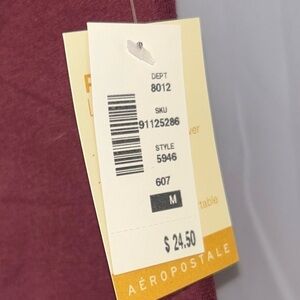 DEPT
8012
SKU
91125286
STYLE
5946
607
M
$ 24.50
AÉROPOSTALE